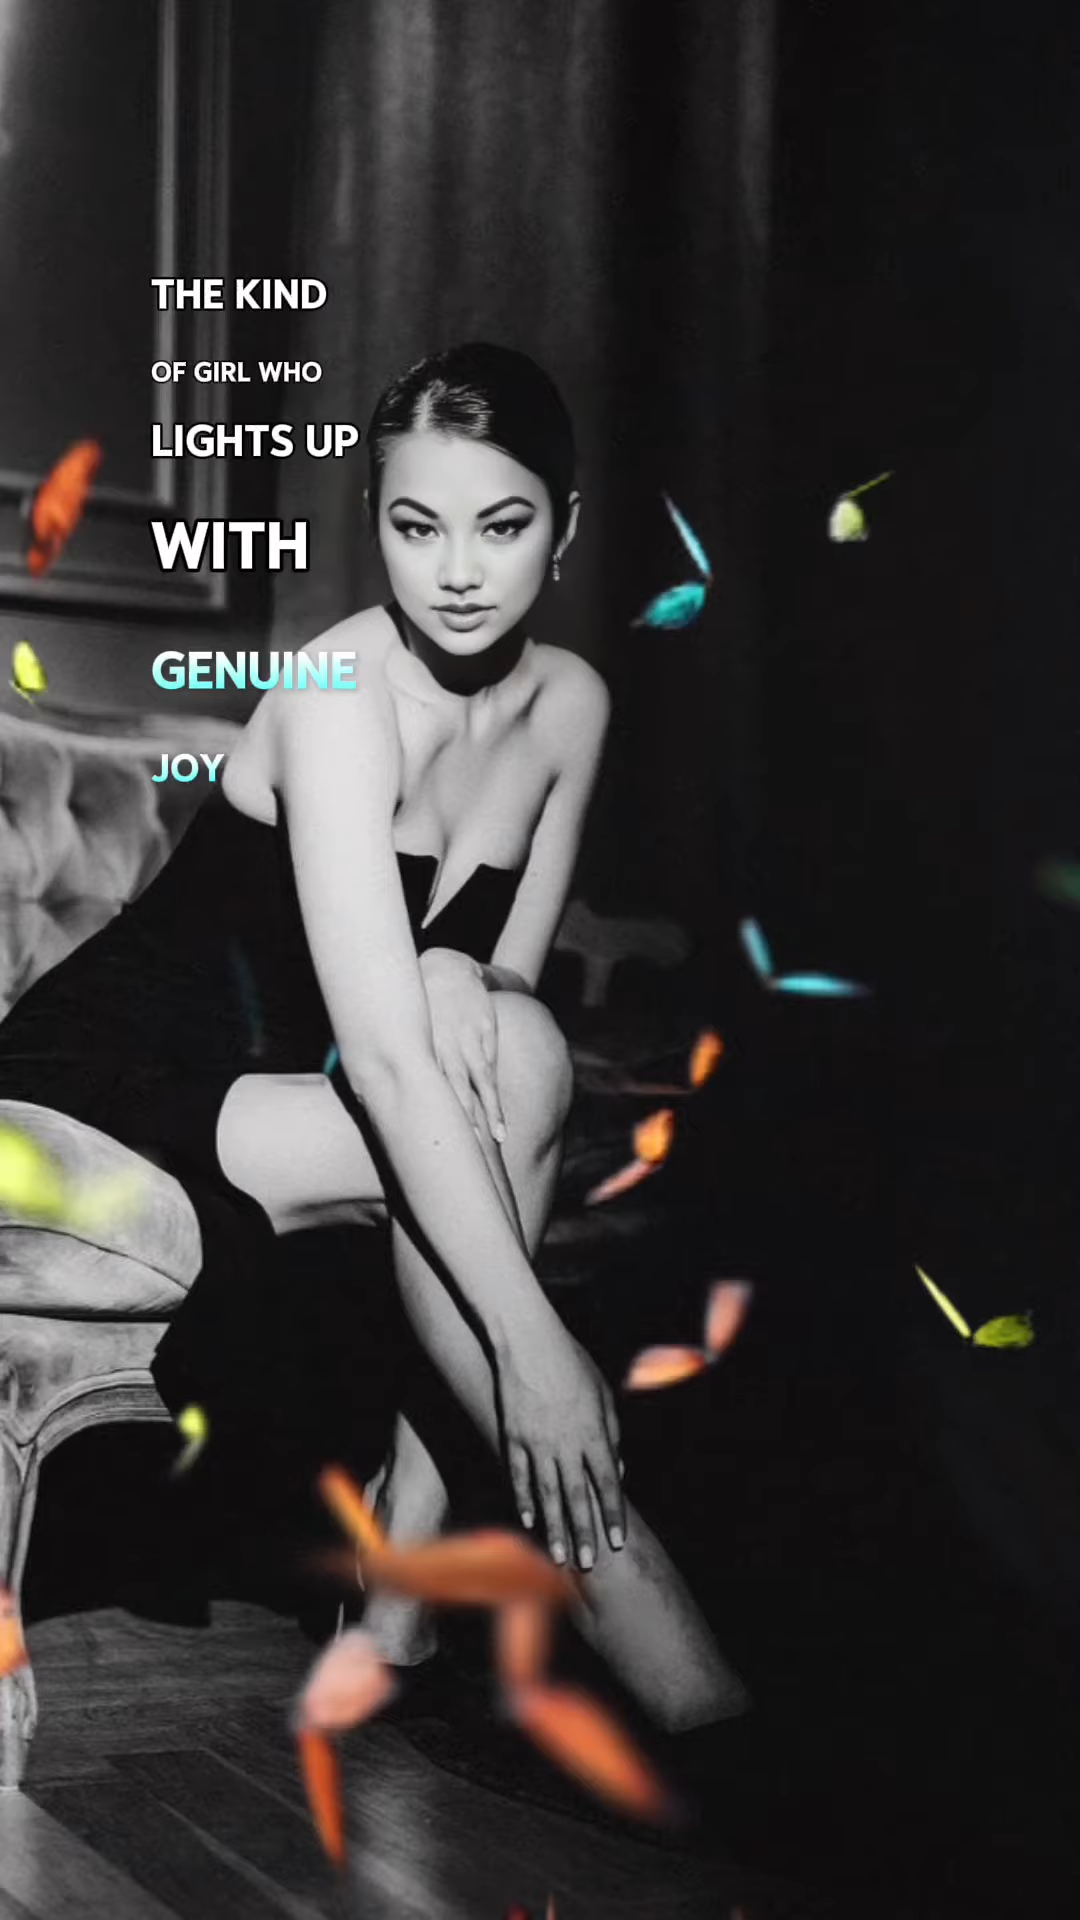 THE KIND
OF GIRL WHO
LIGHTS UP
WITH
GENUINE
JOY